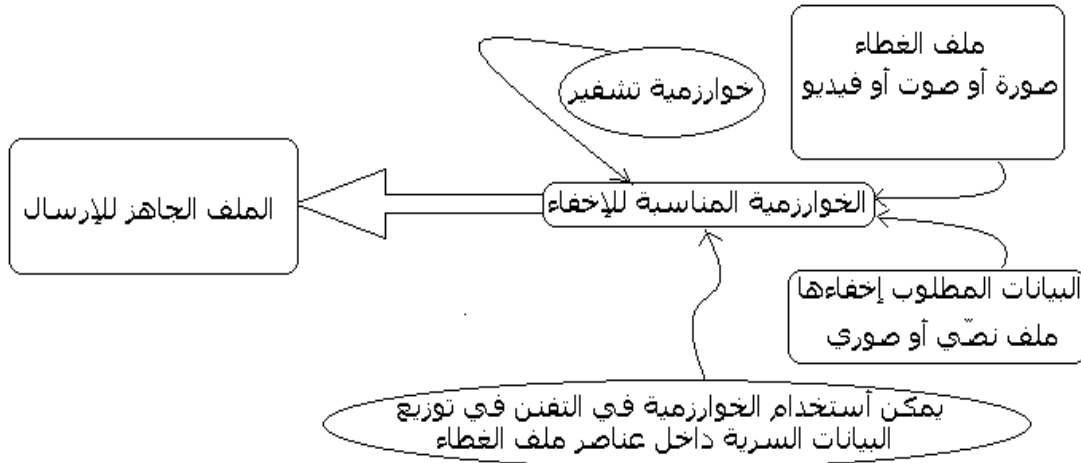 ملف الغطاء
صورة أو صوت أو فيديو
خوارزمية تشفير
الخوارزمية المناسبة للإخفاء
الملف الجاهز للإرسال
البيانات المطلوب إخفاءها
ملف نصّي أو صوري
يمكن أستخدام الخوارزمية في التفنن في توزيع
البيانات السرية داخل عناصر ملف الغطاء